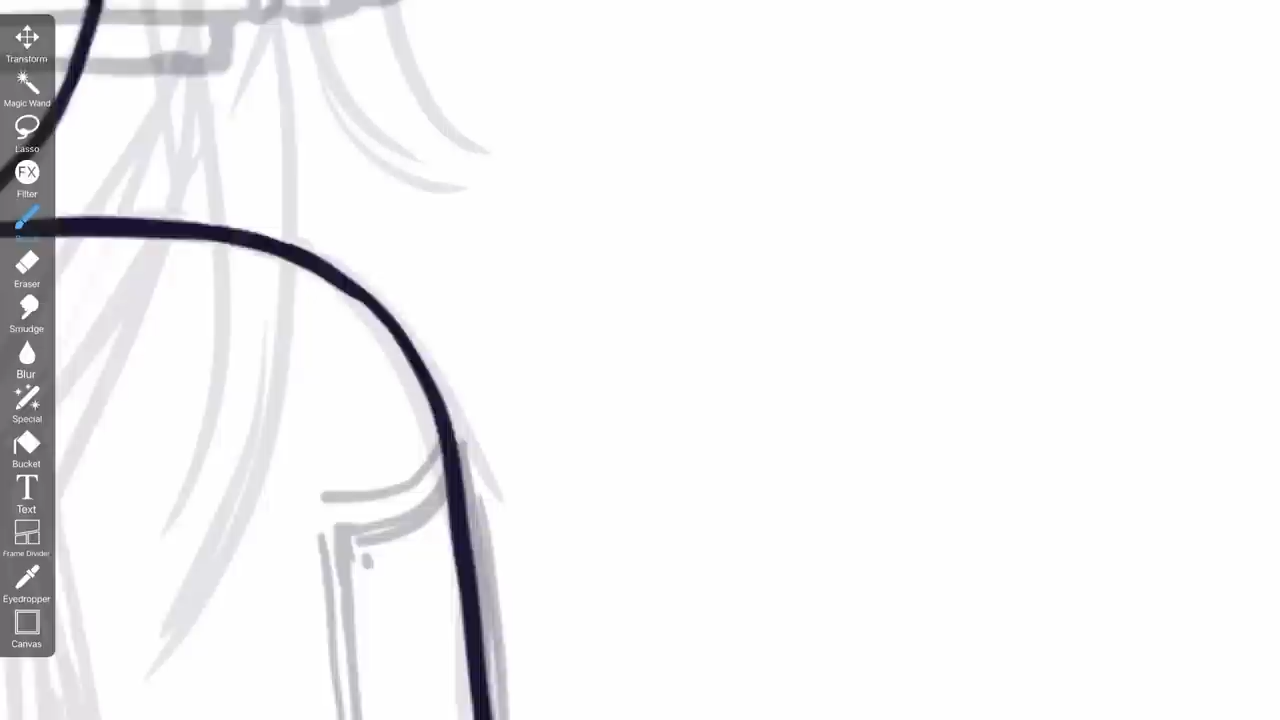 Transform
Magic Wand
Lasso
FX
Filter
Eraser
Smudge
Blur
Special
Bucket
T
Text
Frame Divider
Eyedropper
Canvas